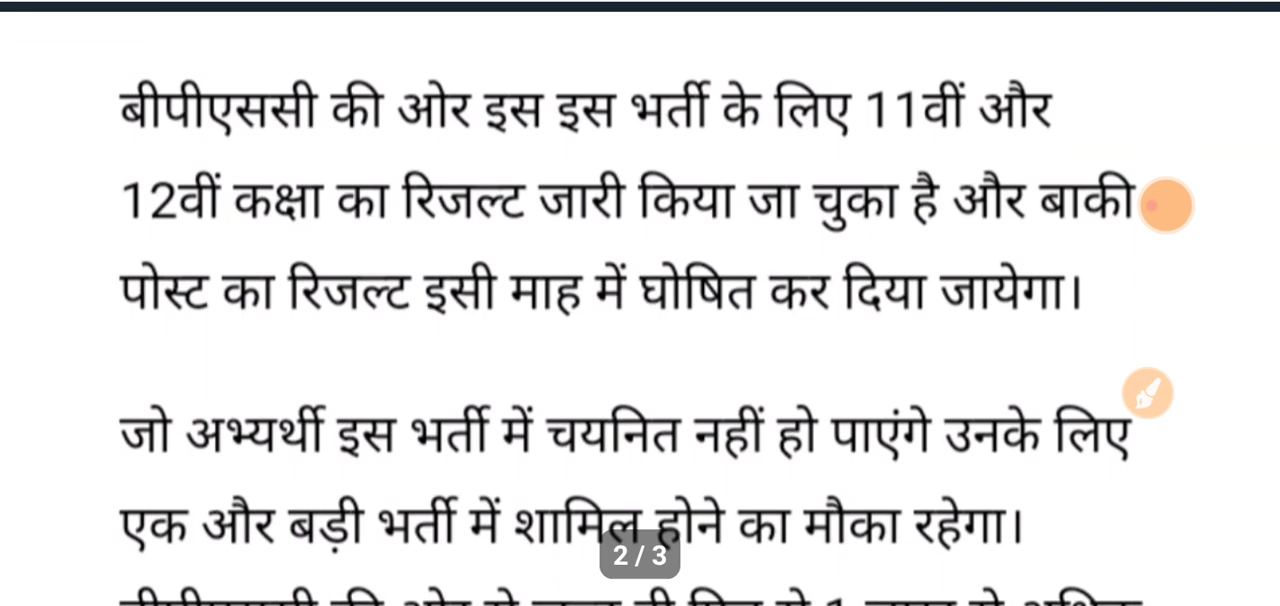 बीपीएससी की ओर इस इस भर्ती के लिए 11वीं और
12वीं कक्षा का रिजल्ट जारी किया जा चुका है और बाकी
पोस्ट का रिजल्ट इसी माह में घोषित कर दिया जायेगा।
जो अभ्यर्थी इस भर्ती में चयनित नहीं हो पाएंगे उनके लिए
एक और बड़ी भर्ती में शामिल होने का मौका रहेगा।
2 / 3